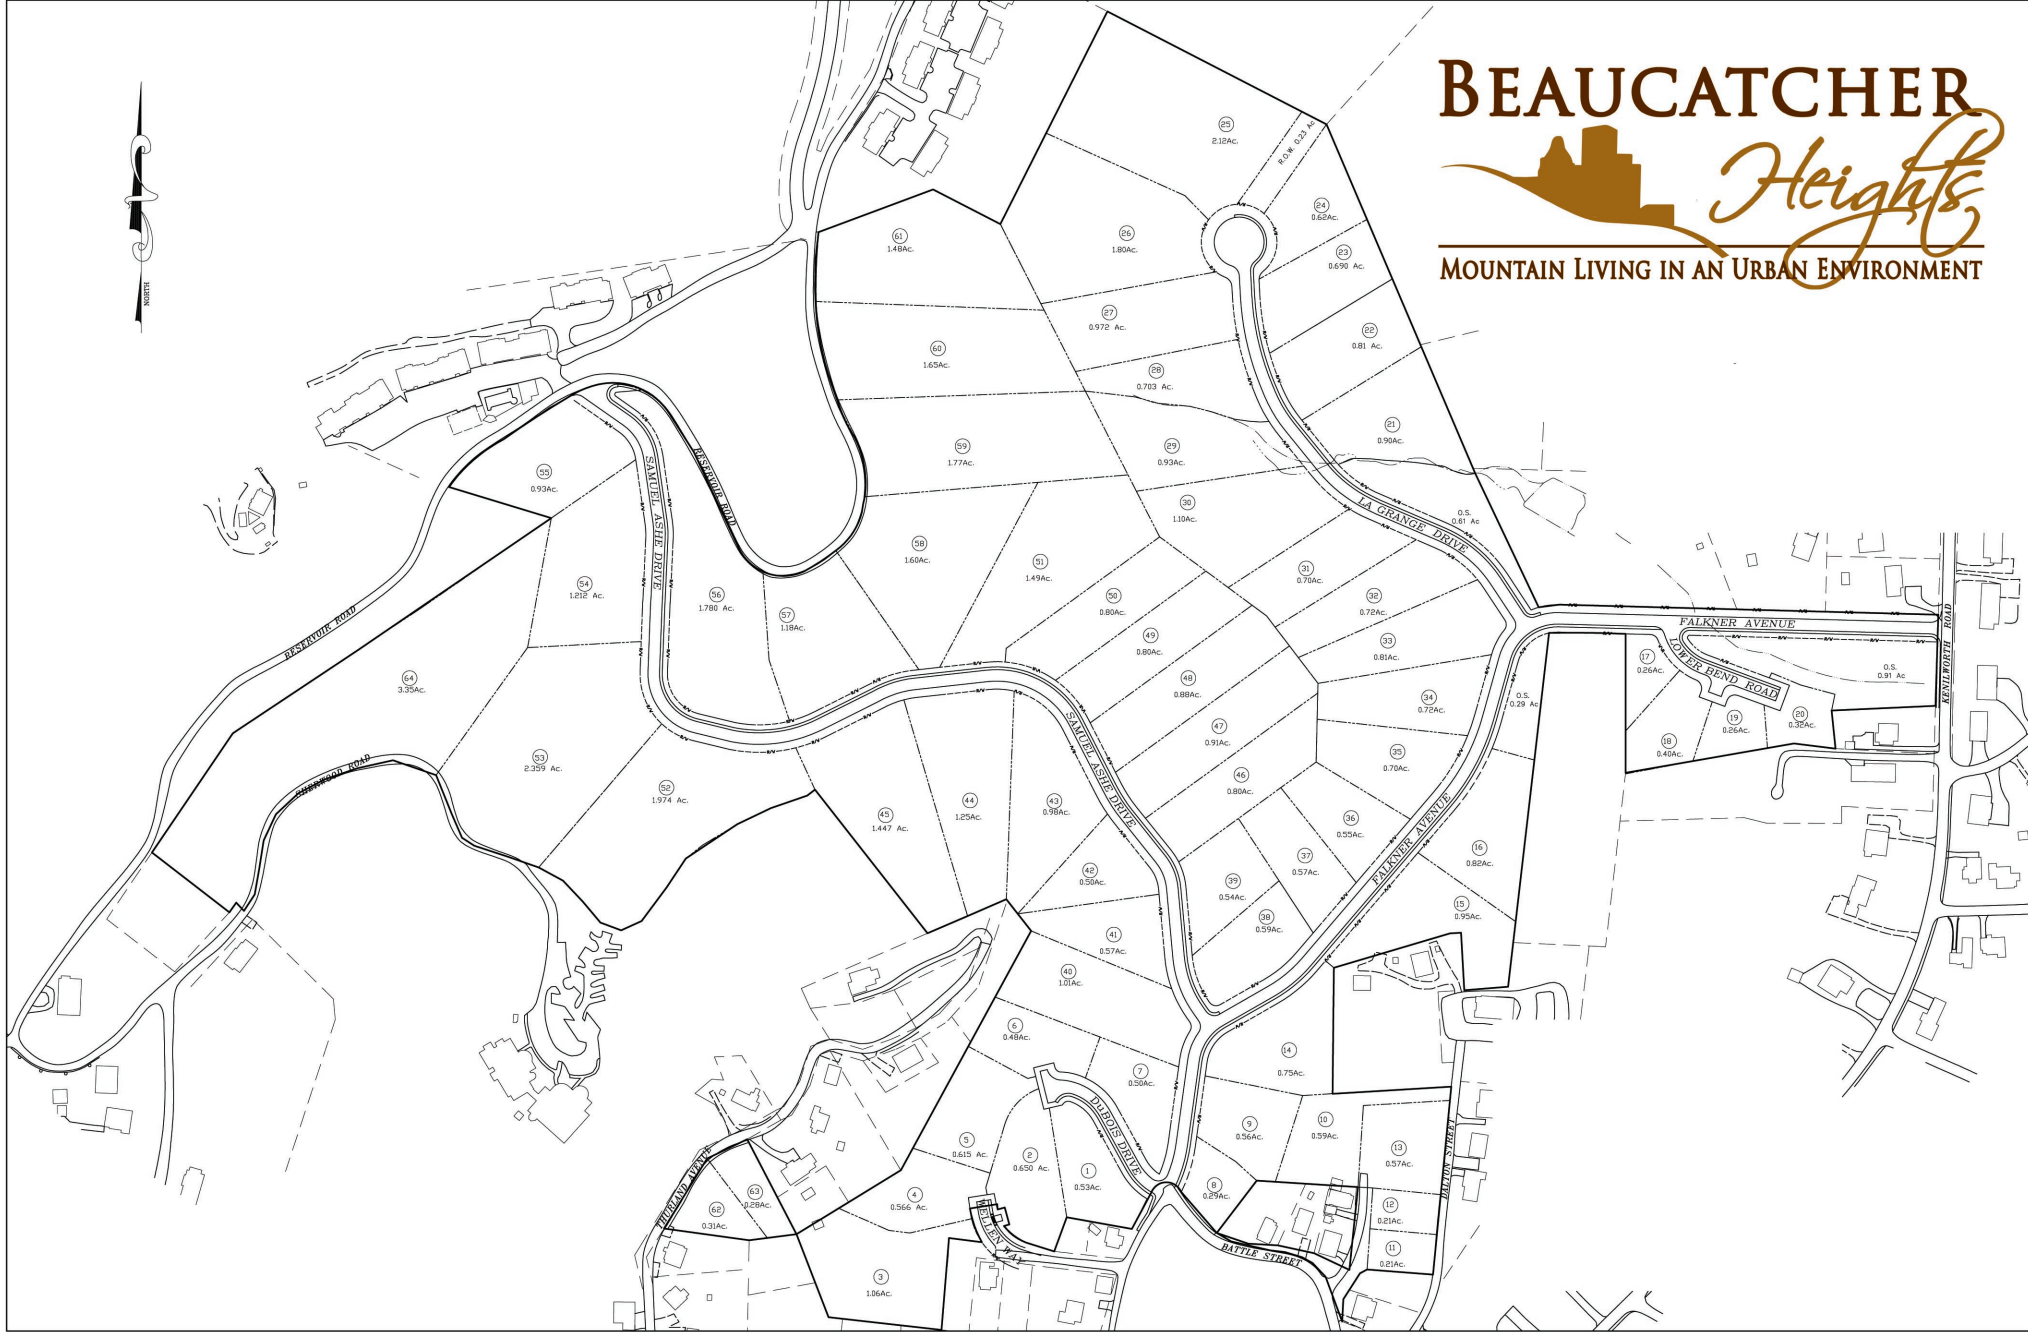 BEAUCATCHER
Heights
MOUNTAIN LIVING IN AN URBAN ENVIRONMENT
NORTH
25
2.12Ac.
R.O.W. 0.23 Ac
24
0.62Ac.
23
0.690 Ac.
26
1.80Ac.
61
1.48Ac.
27
0.972 Ac.
22
0.81 Ac.
60
1.65Ac.
28
0.703 Ac.
21
0.90Ac.
59
1.77Ac.
29
0.93Ac.
55
0.93Ac.
SAMUEL ASHE DRIVE
RESERVOIR ROAD
30
1.10Ac.
LA GRANGE DRIVE
O.S.
0.61 Ac
58
1.60Ac.
51
1.49Ac.
31
0.70Ac.
54
1.212 Ac.
56
1.780 Ac.
57
1.18Ac.
50
0.80Ac.
32
0.72Ac.
RESERVOIR ROAD
FALKNER AVENUE
KENILWORTH ROAD
49
0.80Ac.
33
0.81Ac.
17
0.26Ac.
LOWER BEND ROAD
O.S.
0.91 Ac
64
3.35Ac.
48
0.88Ac.
34
0.72Ac.
O.S.
0.29 Ac
20
0.32Ac.
19
0.26Ac.
18
0.40Ac.
47
0.91Ac.
35
0.70Ac.
SAMUEL ASHE DRIVE
53
2.359 Ac.
46
0.80Ac.
SHERWOOD ROAD
52
1.974 Ac.
45
1.447 Ac.
44
1.25Ac.
43
0.98Ac.
36
0.55Ac.
FALKNER AVENUE
16
0.82Ac.
37
0.57Ac.
42
0.50Ac.
39
0.54Ac.
15
0.95Ac.
38
0.59Ac.
41
0.57Ac.
40
1.01Ac.
6
0.48Ac.
14
0.75Ac.
7
0.50Ac.
DuBOIS DRIVE
9
0.56Ac.
10
0.59Ac.
13
0.57Ac.
DALTON STREET
5
0.615 Ac.
2
0.650 Ac.
1
0.53Ac.
8
0.29Ac.
THURLAND AVENUE
63
0.28Ac.
62
0.31Ac.
4
0.566 Ac.
MELLEN WAY
12
0.21Ac.
BATTLE STREET
11
0.21Ac.
3
1.06Ac.